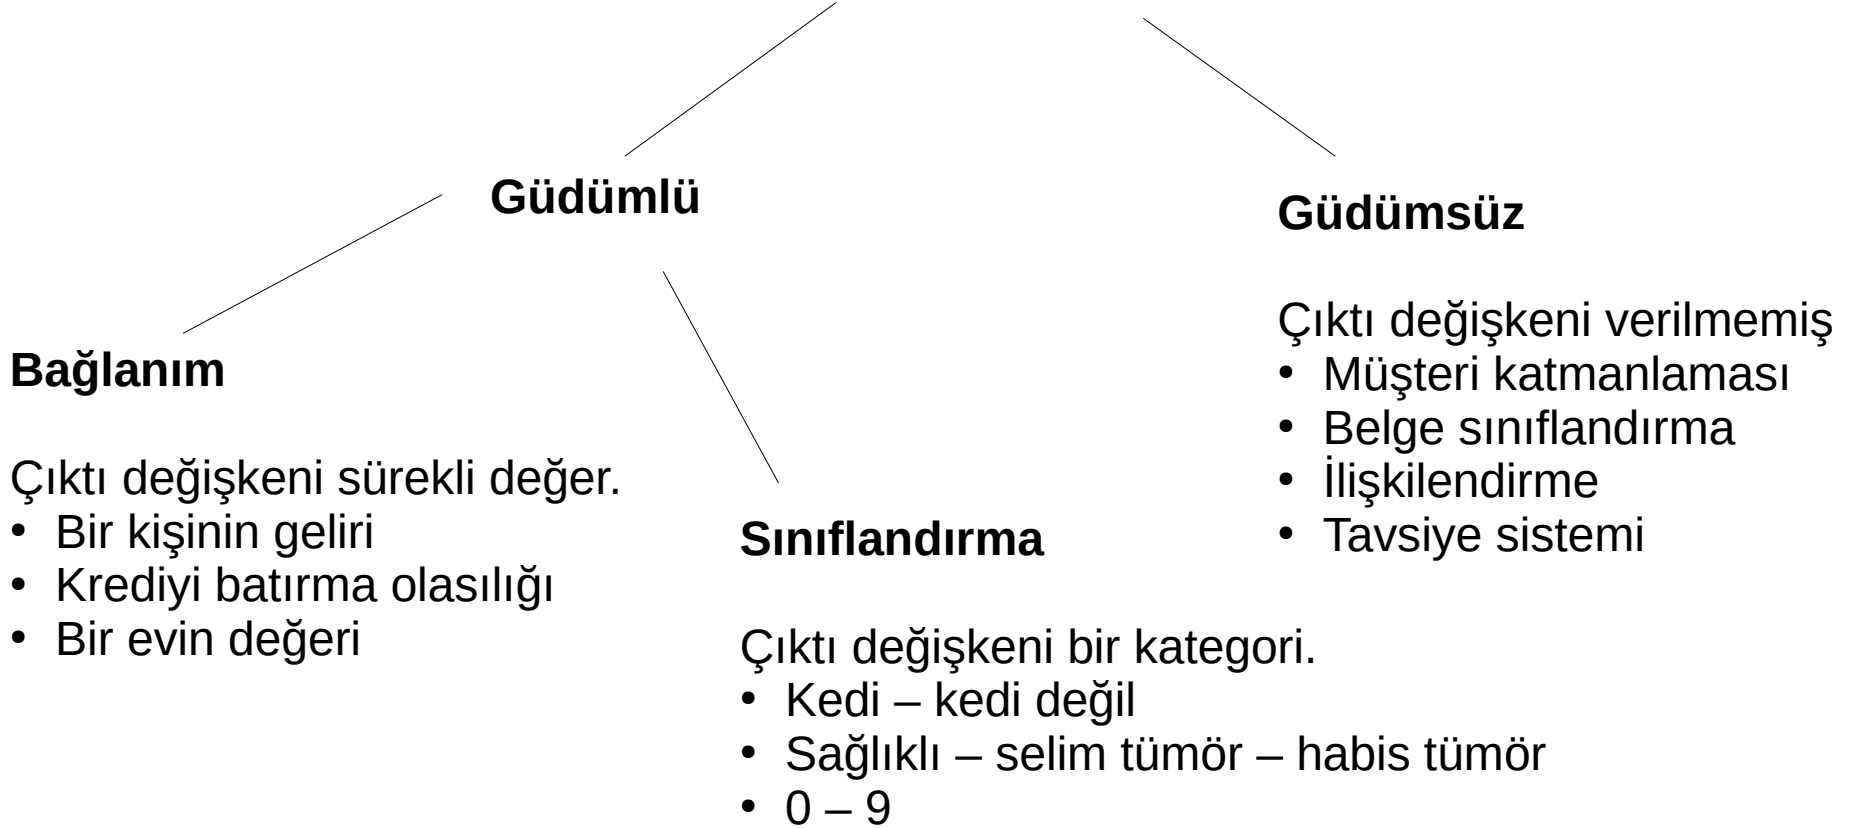 Güdümlü
Güdümsüz
Bağlanım
Çıktı değişkeni sürekli değer.
• Bir kişinin geliri
• Krediyi batırma olasılığı
• Bir evin değeri
Sınıflandırma
Çıktı değişkeni bir kategori.
• Kedi – kedi değil
• Sağlıklı – selim tümör – habis tümör
• 0 – 9
Çıktı değişkeni verilmemiş
• Müşteri katmanlaması
• Belge sınıflandırma
• İlişkilendirme
• Tavsiye sistemi